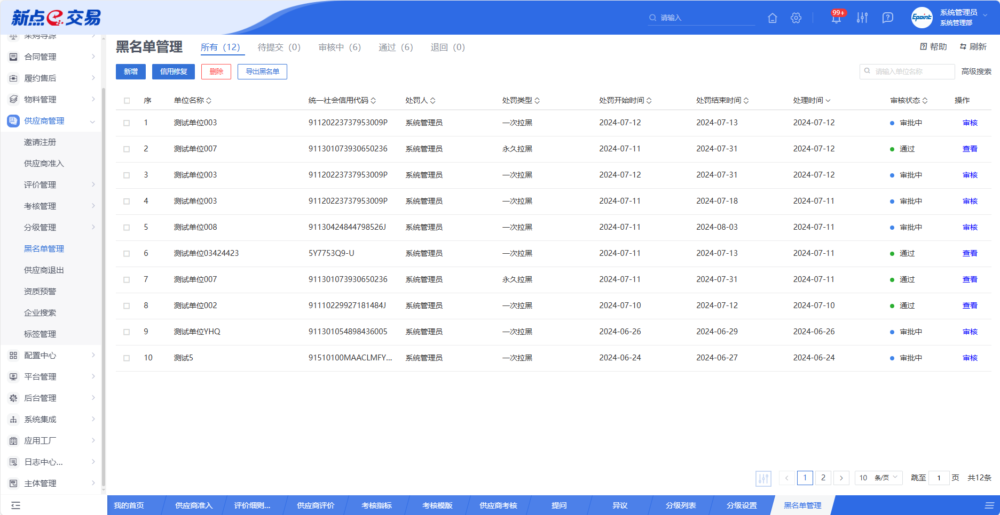 新点e交易
请输入
99+
Epoint
系统管理员
系统管理部
采购寻源
合同管理
履约售后
物料管理
供应商管理
邀请注册
供应商准入
评价管理
考核管理
分级管理
黑名单管理
供应商退出
资质预警
企业搜索
标签管理
配置中心
平台管理
后台管理
系统集成
应用工厂
日志中心...
主体管理
黑名单管理 所有（12） 待提交（0） 审核中（6） 通过（6） 退回（0） 帮助 刷新
新增 信用修复 删除 导出黑名单 请输入单位名称 高级搜索
序 单位名称 统一社会信用代码 处罚人 处罚类型 处罚开始时间 处罚结束时间 处理时间 审核状态 操作
1 测试单位003 91120223737953009P 系统管理员 一次拉黑 2024-07-12 2024-07-13 2024-07-12 审批中 审核
2 测试单位007 911301073930650236 系统管理员 永久拉黑 2024-07-11 2024-07-31 2024-07-12 通过 查看
3 测试单位003 91120223737953009P 系统管理员 一次拉黑 2024-07-12 2024-07-31 2024-07-12 审批中 审核
4 测试单位003 91120223737953009P 系统管理员 一次拉黑 2024-07-11 2024-07-18 2024-07-11 审批中 审核
5 测试单位008 91130424844798526J 系统管理员 一次拉黑 2024-07-11 2024-08-03 2024-07-11 审批中 审核
6 测试单位03424423 5Y7753Q9-U 系统管理员 一次拉黑 2024-07-11 2024-07-13 2024-07-11 通过 查看
7 测试单位007 911301073930650236 系统管理员 永久拉黑 2024-07-11 2024-07-31 2024-07-11 通过 查看
8 测试单位002 91110229927181484J 系统管理员 一次拉黑 2024-07-10 2024-07-12 2024-07-10 通过 查看
9 测试单位YHQ 911301054898436005 系统管理员 一次拉黑 2024-06-26 2024-06-29 2024-06-26 审批中 审核
10 测试5 91510100MAACLMFY... 系统管理员 一次拉黑 2024-06-24 2024-06-27 2024-06-24 审批中 审核
1 2 10 条/页 跳至 1 页 共12条
我的首页 供应商准入 评价细则... 供应商评价 考核指标 考核模版 供应商考核 提问 异议 分级列表 分级设置 黑名单管理